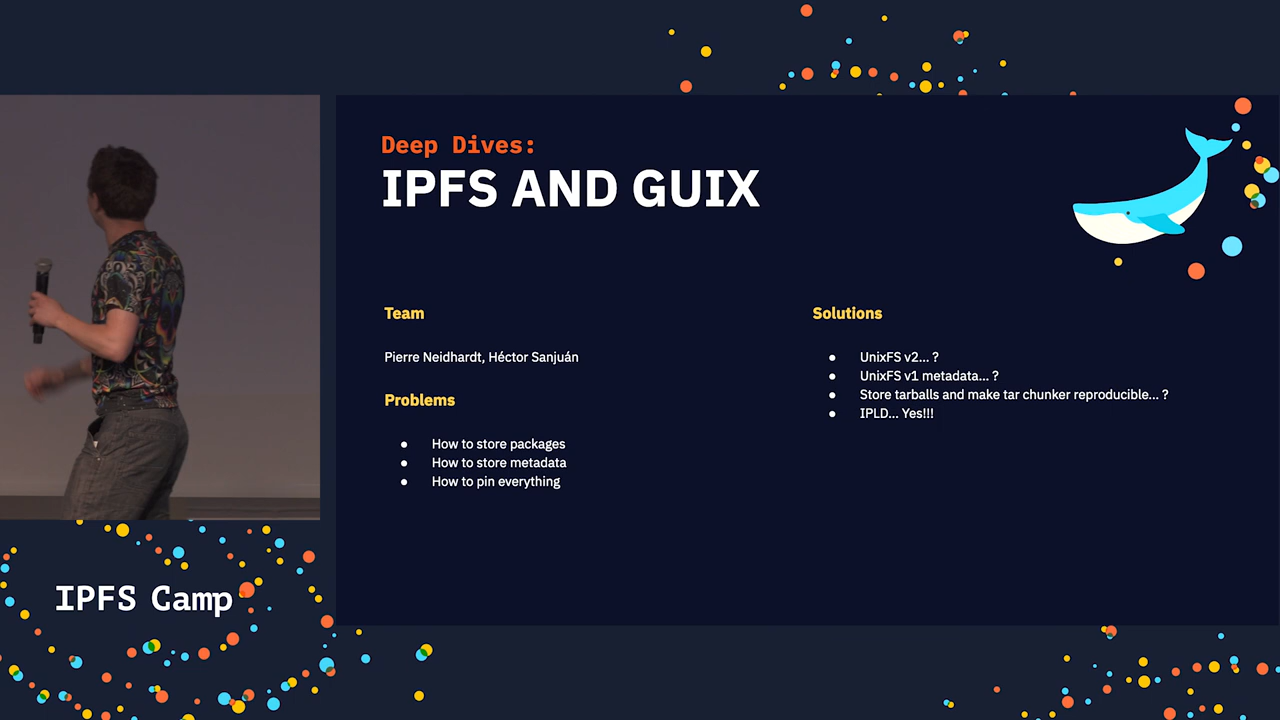 Deep Dives:
IPFS AND GUIX
Team
Pierre Neidhardt, Héctor Sanjuán
Problems
● How to store packages
● How to store metadata
● How to pin everything
Solutions
● UnixFS v2... ?
● UnixFS v1 metadata... ?
● Store tarballs and make tar chunker reproducible... ?
● IPLD... Yes!!!
IPFS Camp